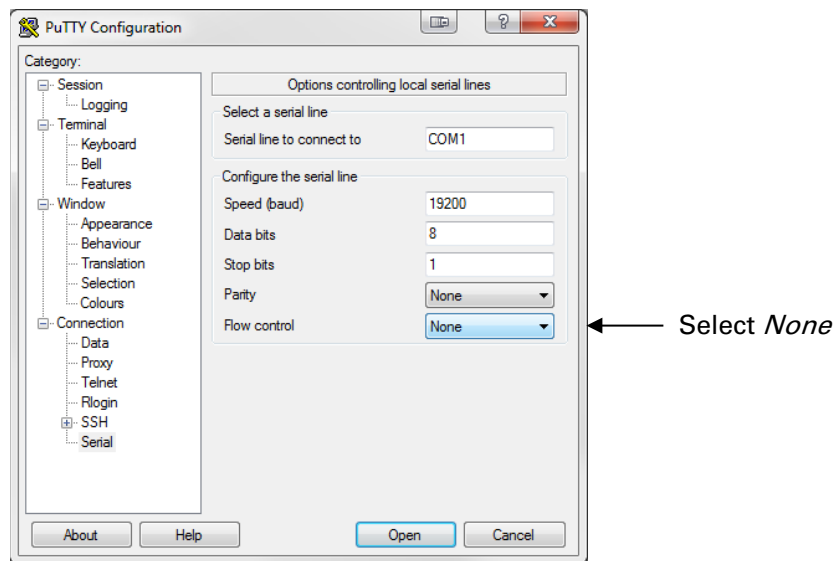 PuTTY Configuration
Category:
Session
Logging
Terminal
Keyboard
Bell
Features
Window
Appearance
Behaviour
Translation
Selection
Colours
Connection
Data
Proxy
Telnet
Rlogin
SSH
Serial
Options controlling local serial lines
Select a serial line
Serial line to connect to COM1
Configure the serial line
Speed (baud) 19200
Data bits 8
Stop bits 1
Parity None
Flow control None
Select None
About Help Open Cancel